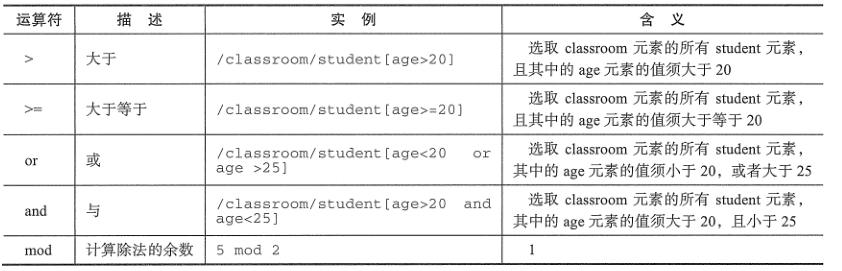 运算符 描 述 实 例 含 义
> 大于 /classroom/student[age>20] 选取 classroom 元素的所有 student 元素，
且其中的 age 元素的值须大于 20
>= 大于等于 /classroom/student[age>=20] 选取 classroom 元素的所有 student 元素，
且其中的 age 元素的值须大于等于 20
or 或 /classroom/student[age<20 or
age >25] 选取 classroom 元素的所有 student 元素，
其中的 age 元素的值须小于 20，或者大于 25
and 与 /classroom/student[age>20 and
age<25] 选取 classroom 元素的所有 student 元素，
其中的 age 元素的值须大于 20，且小于 25
mod 计算除法的余数 5 mod 2 1